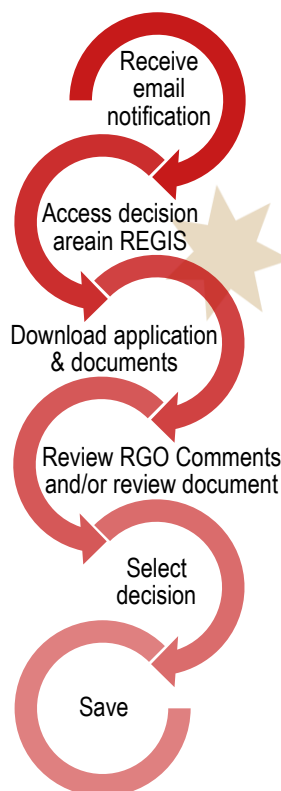 Receive
email
notification
Access decision
areain REGIS
Download application
& documents
Review RGO Comments
and/or review document
Select
decision
Save